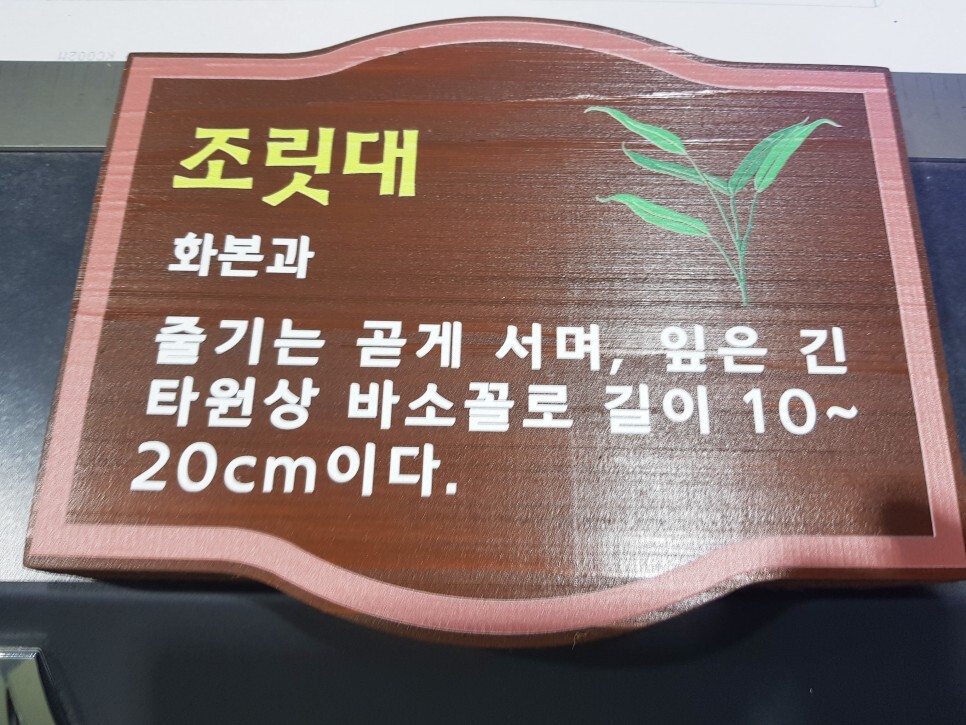 조릿대
화본과
줄기는 곧게 서며, 잎은 긴
타원상 바소꼴로 길이 10~
20cm이다.